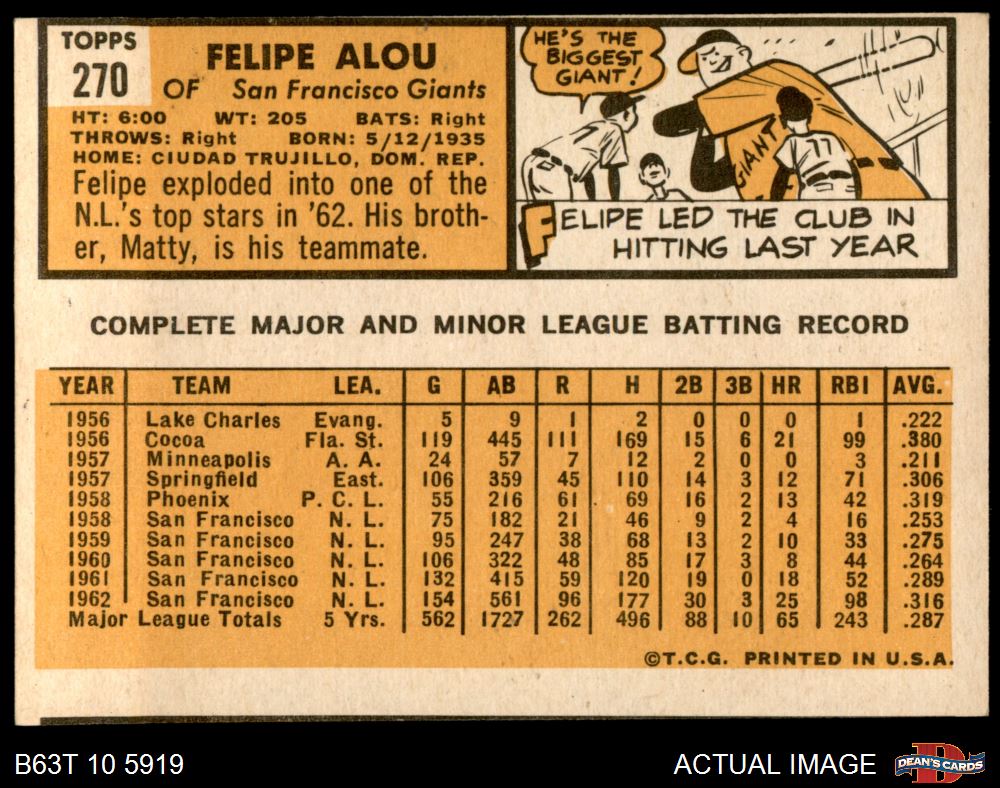 TOPPS
270
FELIPE ALOU
OF San Francisco Giants
HT: 6:00 WT: 205 BATS: Right
THROWS: Right BORN: 5/12/1935
HOME: CIUDAD TRUJILLO, DOM. REP.
Felipe exploded into one of the
N.L.'s top stars in '62. His broth-
er, Matty, is his teammate.
HE'S THE
BIGGEST
GIANT!
GIANT
77
FELIPE LED THE CLUB IN
HITTING LAST YEAR
COMPLETE MAJOR AND MINOR LEAGUE BATTING RECORD
YEAR TEAM LEA. G AB R H 2B 3B HR RBI AVG.
1956 Lake Charles Evang. 5 9 1 2 0 0 0 1 .222
1956 Cocoa Fla. St. 119 445 111 169 15 6 21 99 .380
1957 Minneapolis A. A. 24 57 7 12 2 0 0 3 .211
1957 Springfield East. 106 359 45 110 14 3 12 71 .306
1958 Phoenix P. C. L. 55 216 61 69 16 2 13 42 .319
1958 San Francisco N. L. 75 182 21 46 9 2 4 16 .253
1959 San Francisco N. L. 95 247 38 68 13 2 10 33 .275
1960 San Francisco N. L. 106 322 48 85 17 3 8 44 .264
1961 San Francisco N. L. 132 415 59 120 19 0 18 52 .289
1962 San Francisco N. L. 154 561 96 177 30 3 25 98 .316
Major League Totals 5 Yrs. 562 1727 262 496 88 10 65 243 .287
©T.C.G. PRINTED IN U.S.A.
B63T 10 5919
ACTUAL IMAGE
DEAN'S CARDS